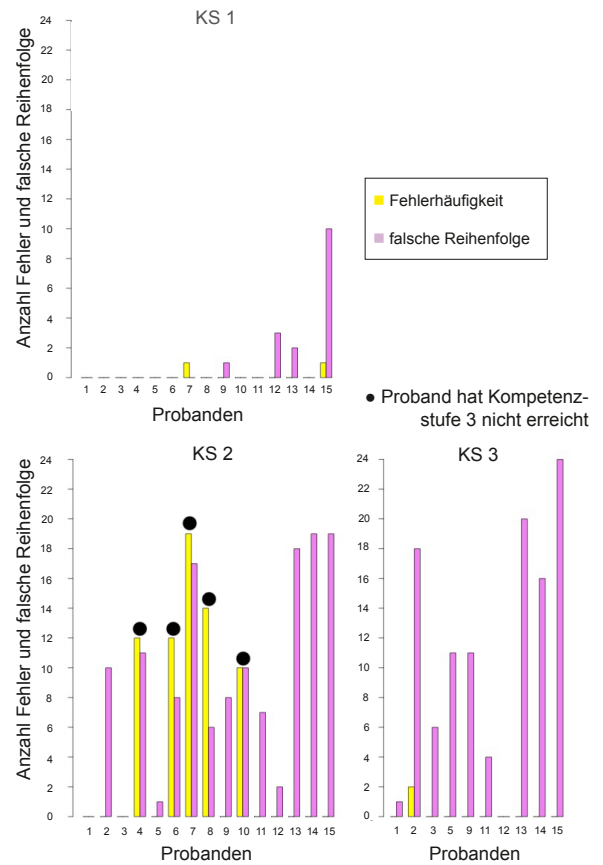 KS 1
Anzahl Fehler und falsche Reihenfolge
24
22
20
18
16
14
12
10
8
6
4
2
0
1 2 3 4 5 6 7 8 9 10 11 12 13 14 15
Probanden
Fehlerhäufigkeit
falsche Reihenfolge
● Proband hat Kompetenz-
stufe 3 nicht erreicht
KS 2
Anzahl Fehler und falsche Reihenfolge
24
22
20
18
16
14
12
10
8
6
4
2
0
1 2 3 4 5 6 7 8 9 10 11 12 13 14 15
Probanden
KS 3
24
22
20
18
16
14
12
10
8
6
4
2
0
1 2 3 5 9 11 12 13 14 15
Probanden